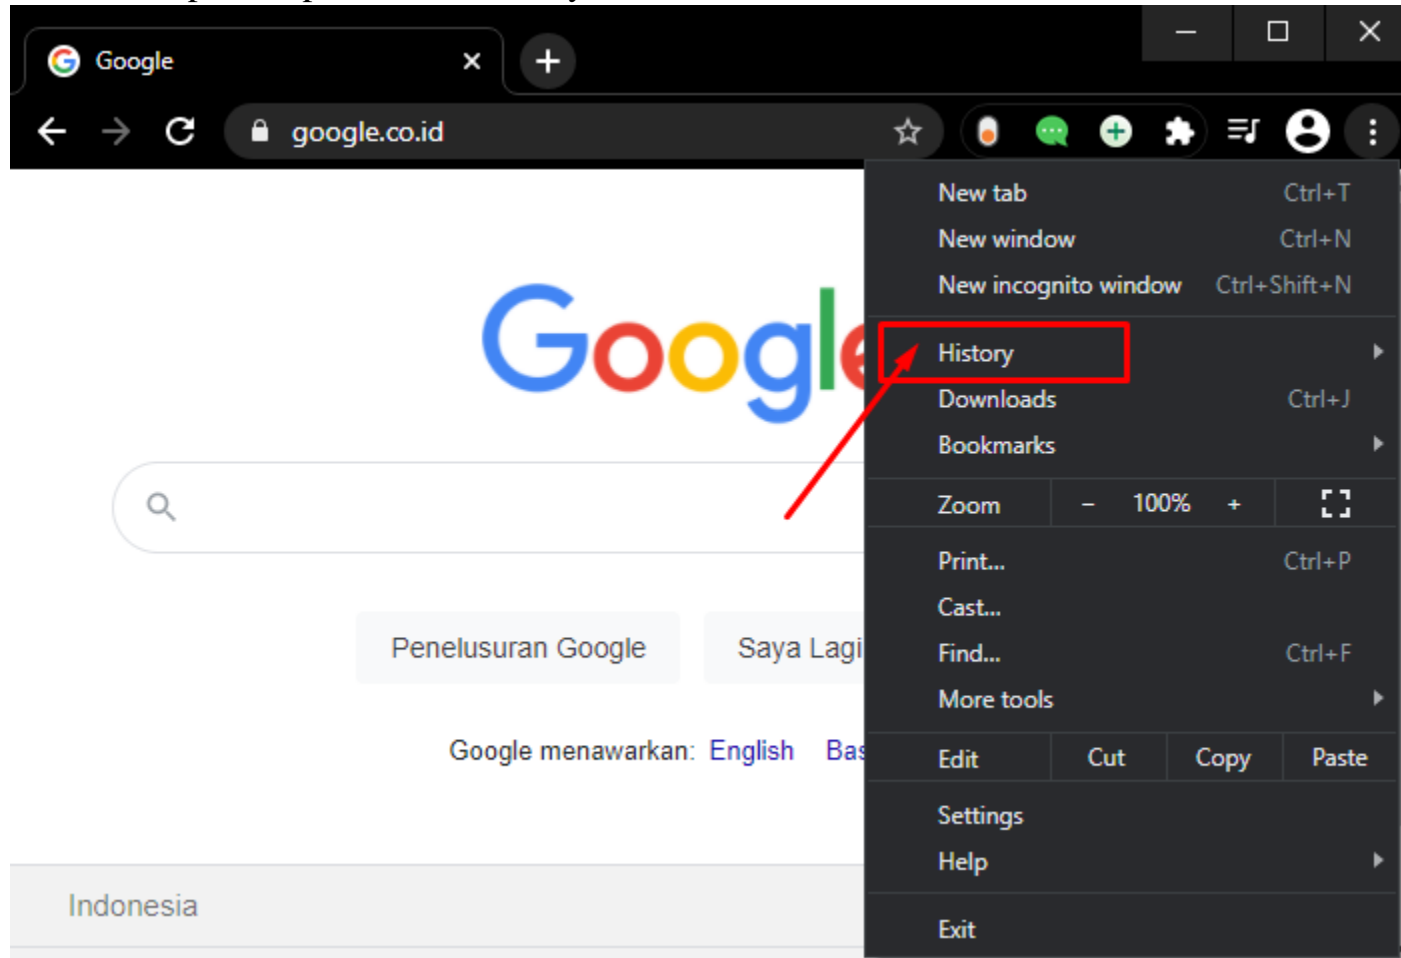 Google
google.co.id
New tab Ctrl+T
New window Ctrl+N
New incognito window Ctrl+Shift+N
Google
History
Downloads Ctrl+J
Bookmarks
Zoom - 100% +
Print... Ctrl+P
Cast...
Find... Ctrl+F
More tools
Edit Cut Copy Paste
Settings
Help
Exit
Penelusuran Google Saya Lagi
Google menawarkan: English Bas
Indonesia